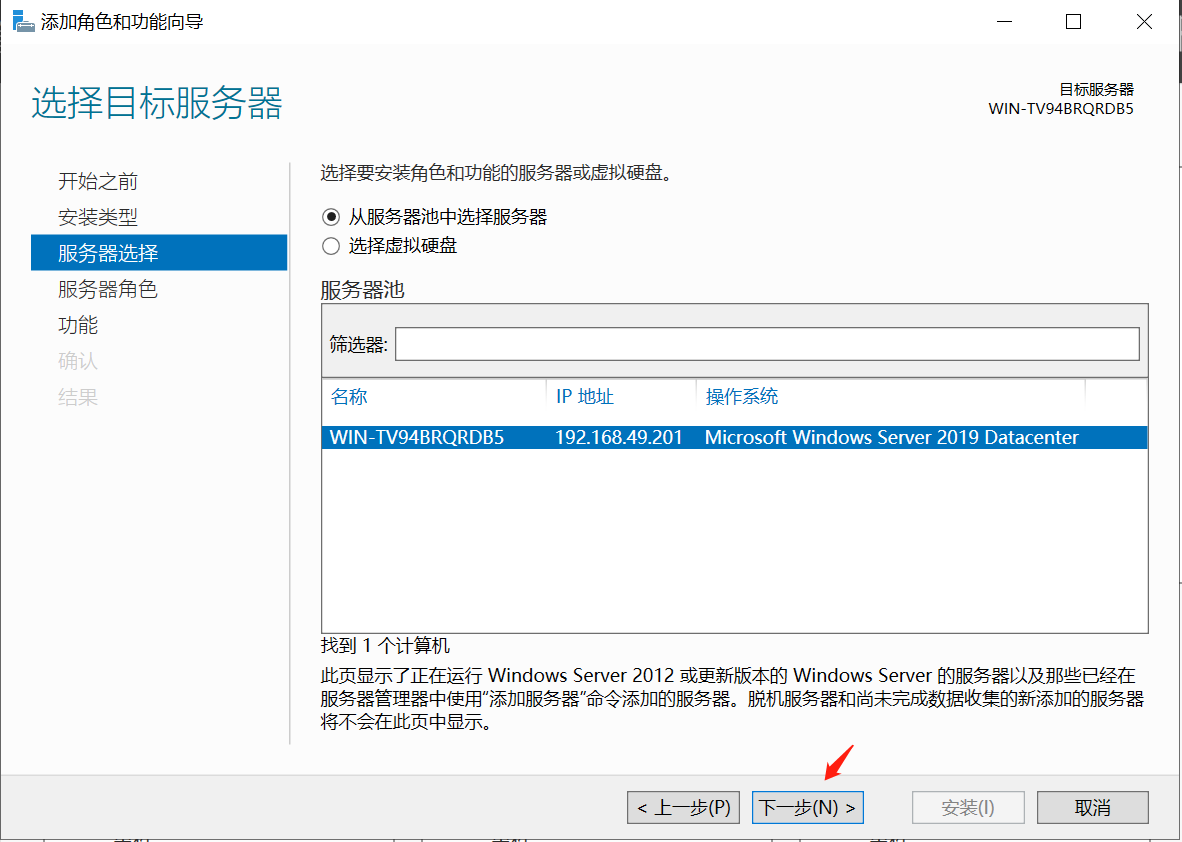 添加角色和功能向导
选择目标服务器
目标服务器
WIN-TV94BRQRDB5
开始之前
安装类型
服务器选择
服务器角色
功能
确认
结果
选择要安装角色和功能的服务器或虚拟硬盘。
从服务器池中选择服务器
选择虚拟硬盘
服务器池
筛选器:
名称 IP 地址 操作系统
WIN-TV94BRQRDB5 192.168.49.201 Microsoft Windows Server 2019 Datacenter
找到 1 个计算机
此页显示了正在运行 Windows Server 2012 或更新版本的 Windows Server 的服务器以及那些已经在
服务器管理器中使用"添加服务器"命令添加的服务器。脱机服务器和尚未完成数据收集的新添加的服务器
将不会在此页中显示。
< 上一步(P) 下一步(N) > 安装(I) 取消